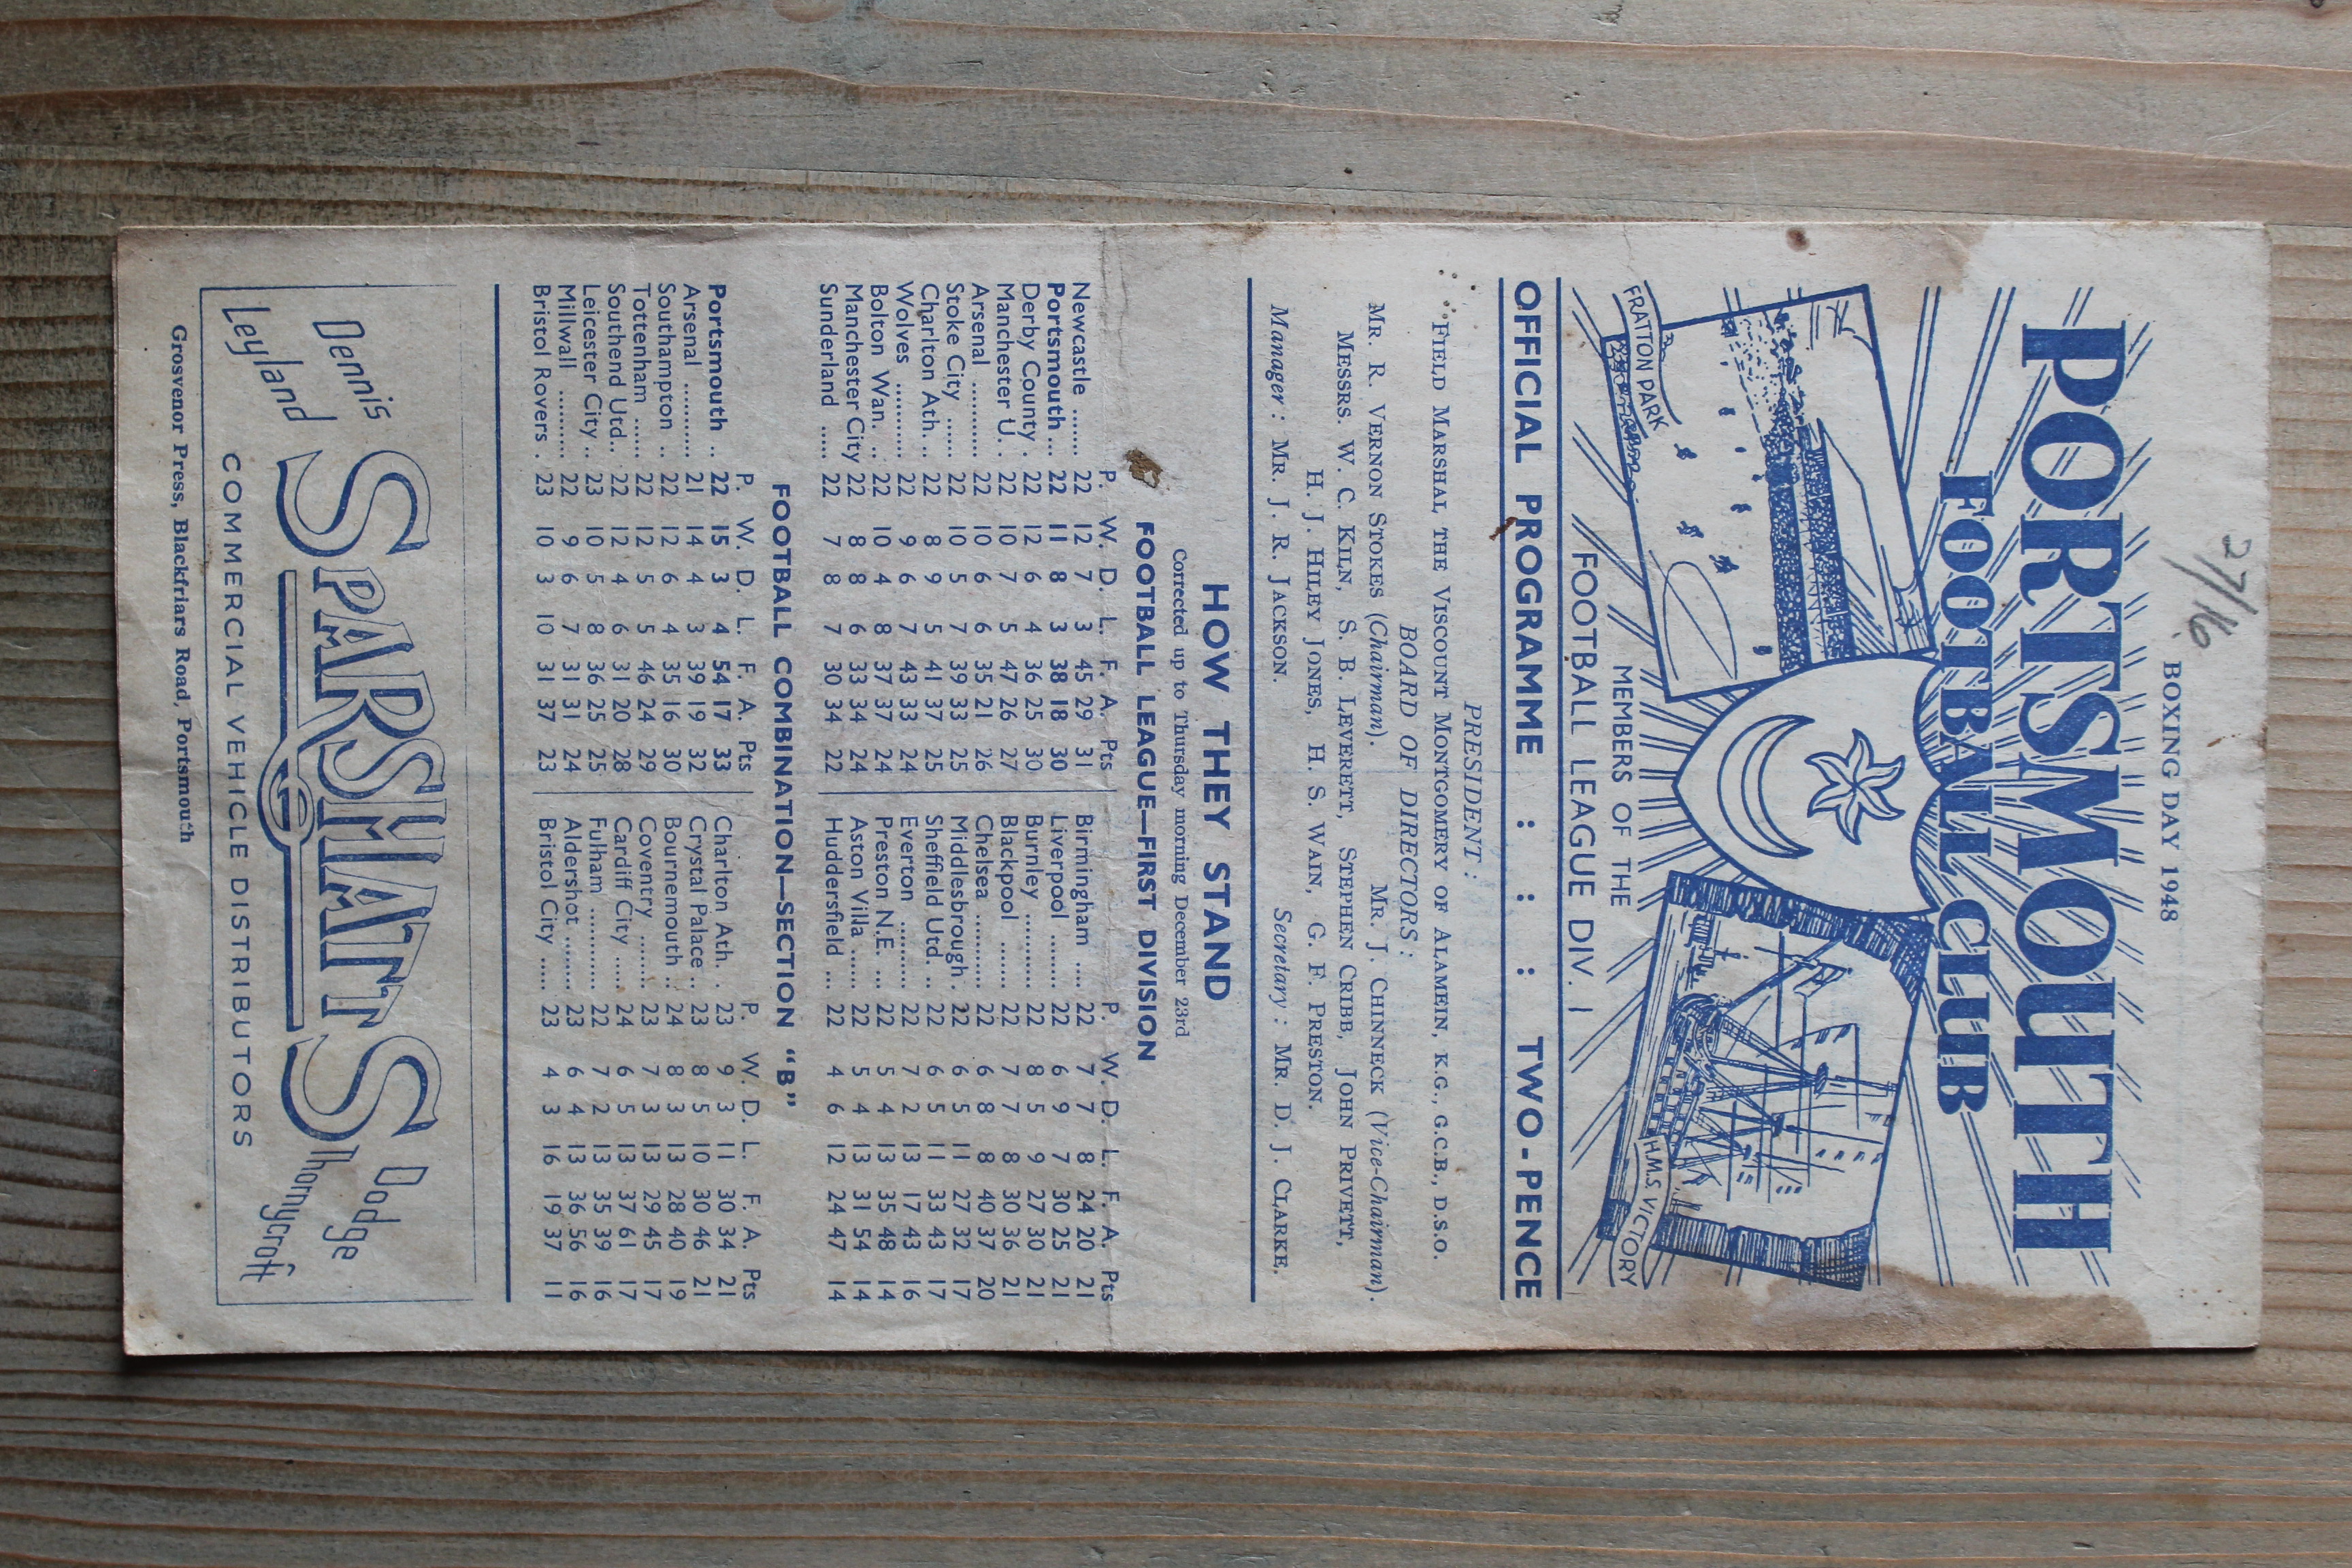 27/16.
BOXING DAY 1948
PORTSMOUTH
FOOTBALL CLUB
FRATTON PARK
H.M.S. VICTORY
MEMBERS OF THE
FOOTBALL LEAGUE DIV. 1
OFFICIAL PROGRAMME : : : TWO-PENCE
PRESIDENT :
FIELD MARSHAL THE VISCOUNT MONTGOMERY OF ALAMEIN, K.G., G.C.B., D.S.O.
BOARD OF DIRECTORS :
MR. R. VERNON STOKES (Chairman). MR. J. CHINNECK (Vice-Chairman).
MESSRS. W. C. KILN, S. B. LEVERETT, STEPHEN CRIBB, JOHN PRIVETT,
H. J. HILEY JONES, H. S. WAIN, G. F. PRESTON.
Manager : MR. J. R. JACKSON. Secretary : MR. D. J. CLARKE.
HOW THEY STAND
Corrected up to Thursday morning December 23rd
FOOTBALL LEAGUE—FIRST DIVISION
P. W. D. L. F. A. Pts P. W. D. L. F. A. Pts
Newcastle ....... 22 12 7 3 45 29 31 Birmingham .... 22 7 7 8 24 20 21
Portsmouth ... 22 11 8 3 38 18 30 Liverpool ........ 22 6 9 7 30 25 21
Derby County . 22 12 6 4 36 25 30 Burnley .......... 22 8 5 9 27 30 21
Manchester U. . 22 10 7 5 47 26 27 Blackpool ........ 22 7 7 8 30 36 21
Arsenal ........... 22 10 6 6 35 21 26 Chelsea ........... 22 6 8 8 40 37 20
Stoke City ...... 22 10 5 7 39 33 25 Middlesbrough . 22 6 5 11 27 32 17
Charlton Ath. .. 22 8 9 5 41 37 25 Sheffield Utd .. 22 6 5 11 33 43 17
Wolves ........... 22 9 6 7 43 33 24 Everton .......... 22 7 2 13 17 43 16
Bolton Wan. .. 22 10 4 8 37 37 24 Preston N.E. ... 22 5 4 13 35 48 14
Manchester City 22 8 8 6 33 34 24 Aston Villa ...... 22 5 4 13 31 54 14
Sunderland ..... 22 7 8 7 30 34 22 Huddersfield ... 22 4 6 12 24 47 14
FOOTBALL COMBINATION—SECTION "B"
P. W. D. L. F. A. Pts P. W. D. L. F. A. Pts
Portsmouth .. 22 15 3 4 54 17 33 Charlton Ath. . 23 9 3 11 30 34 21
Arsenal ........... 21 14 4 3 39 19 32 Crystal Palace .. 23 8 5 10 30 46 21
Southampton .. 22 12 6 4 35 16 30 Bournemouth .. 24 8 3 13 28 40 19
Tottenham ...... 22 12 5 5 46 24 29 Coventry ........ 23 7 3 13 29 45 17
Southend Utd.. 22 12 4 6 31 20 28 Cardiff City ..... 24 6 5 13 37 61 17
Leicester City .. 23 10 5 8 36 25 25 Fulham ........... 22 7 2 13 35 39 16
Millwall .......... 22 9 6 7 31 31 24 Aldershot ........ 23 6 4 13 36 56 16
Bristol Rovers . 23 10 3 10 31 37 23 Bristol City ..... 23 4 3 16 19 37 11
Dennis Dodge
SPARSHATTS
Leyland Thornycroft
COMMERCIAL VEHICLE DISTRIBUTORS
Grosvenor Press, Blackfriars Road, Portsmouth